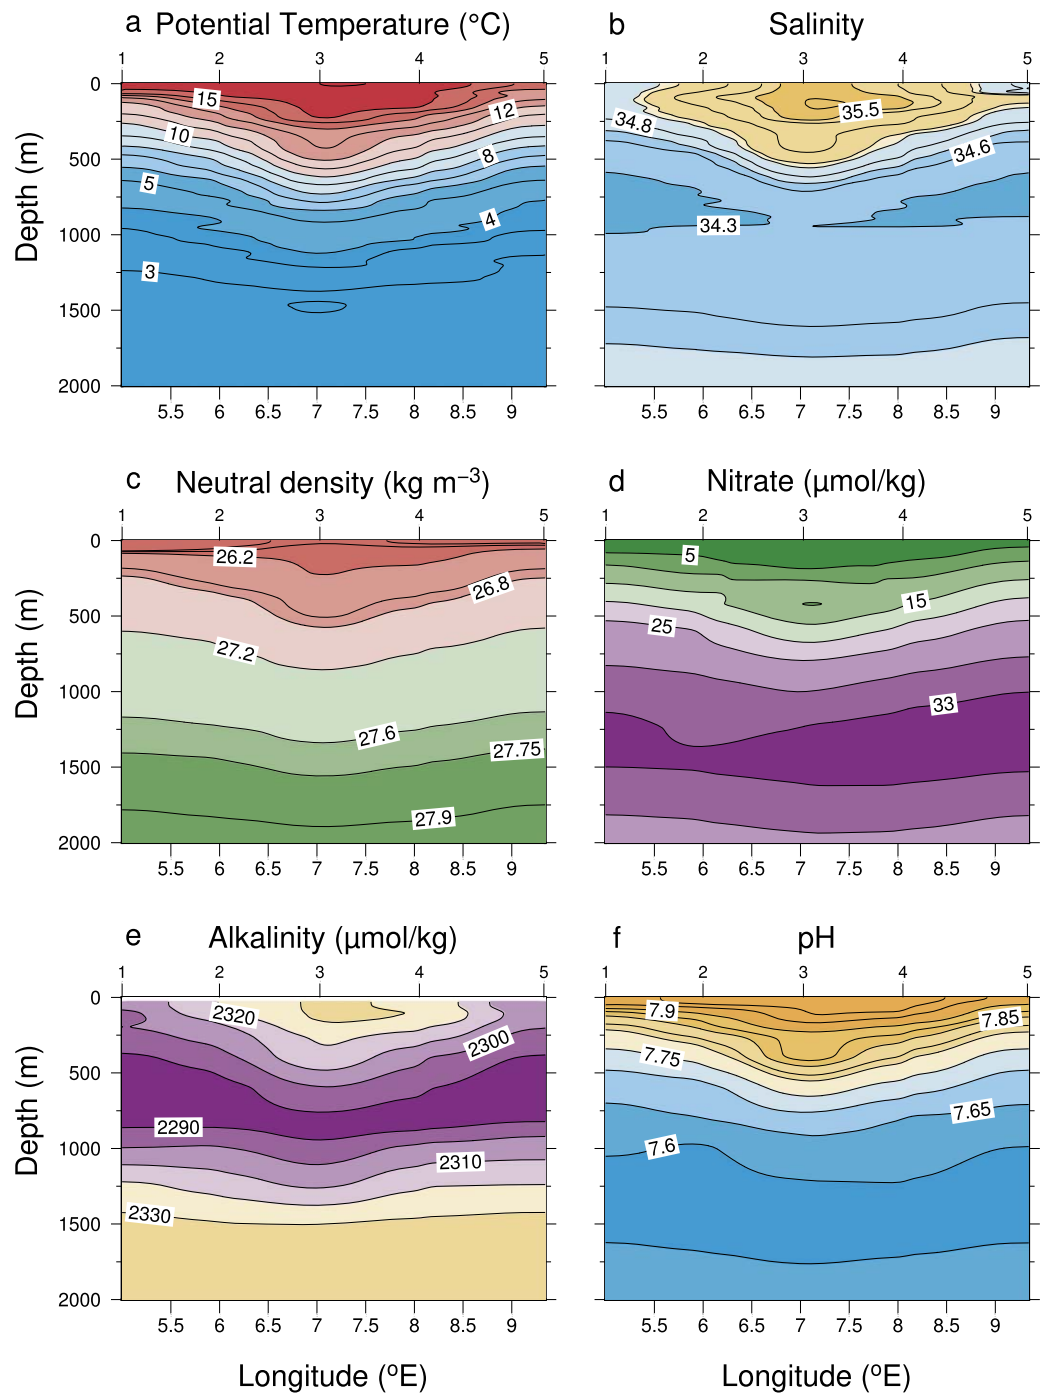 a Potential Temperature (°C)
b Salinity
1 2 3 4 5
1 2 3 4 5
0
500
1000
1500
2000
Depth (m)
15
12
10
8
5
4
3
35.5
34.8
34.6
34.3
5.5 6 6.5 7 7.5 8 8.5 9
5.5 6 6.5 7 7.5 8 8.5 9
c Neutral density (kg m⁻³)
d Nitrate (µmol/kg)
1 2 3 4 5
1 2 3 4 5
0
500
1000
1500
2000
Depth (m)
26.2
26.8
27.2
27.6
27.75
27.9
5
15
25
33
5.5 6 6.5 7 7.5 8 8.5 9
5.5 6 6.5 7 7.5 8 8.5 9
e Alkalinity (µmol/kg)
f pH
1 2 3 4 5
1 2 3 4 5
0
500
1000
1500
2000
Depth (m)
2320
2300
2290
2310
2330
7.9
7.85
7.75
7.65
7.6
5.5 6 6.5 7 7.5 8 8.5 9
5.5 6 6.5 7 7.5 8 8.5 9
Longitude (ºE)
Longitude (ºE)